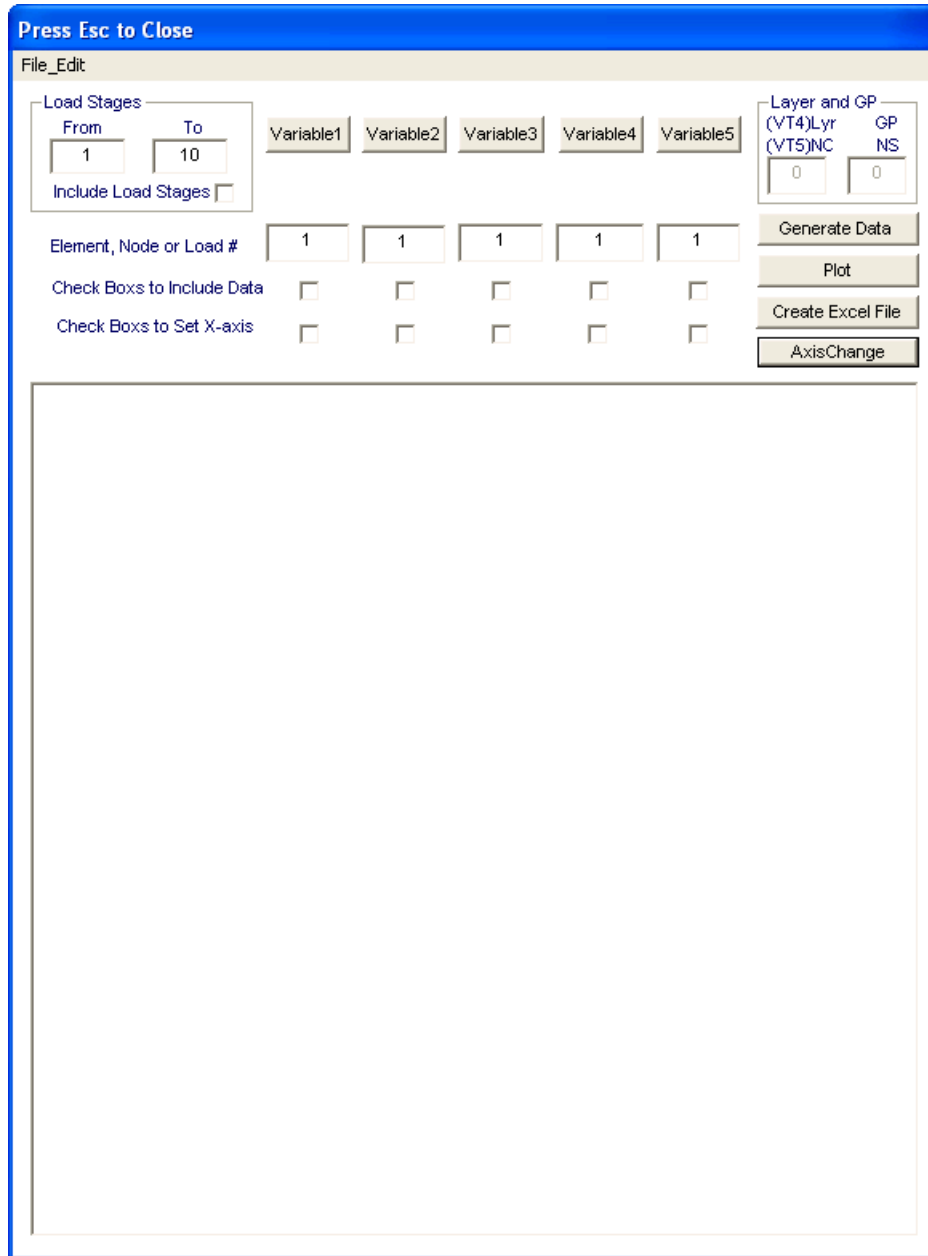 Press Esc to Close
File_Edit
Load Stages
From To
1 10
Include Load Stages
Variable1 Variable2 Variable3 Variable4 Variable5
Layer and GP
(VT4)Lyr GP
(VT5)NC NS
0 0
Element, Node or Load # 1 1 1 1 1
Check Boxs to Include Data
Check Boxs to Set X-axis
Generate Data
Plot
Create Excel File
AxisChange